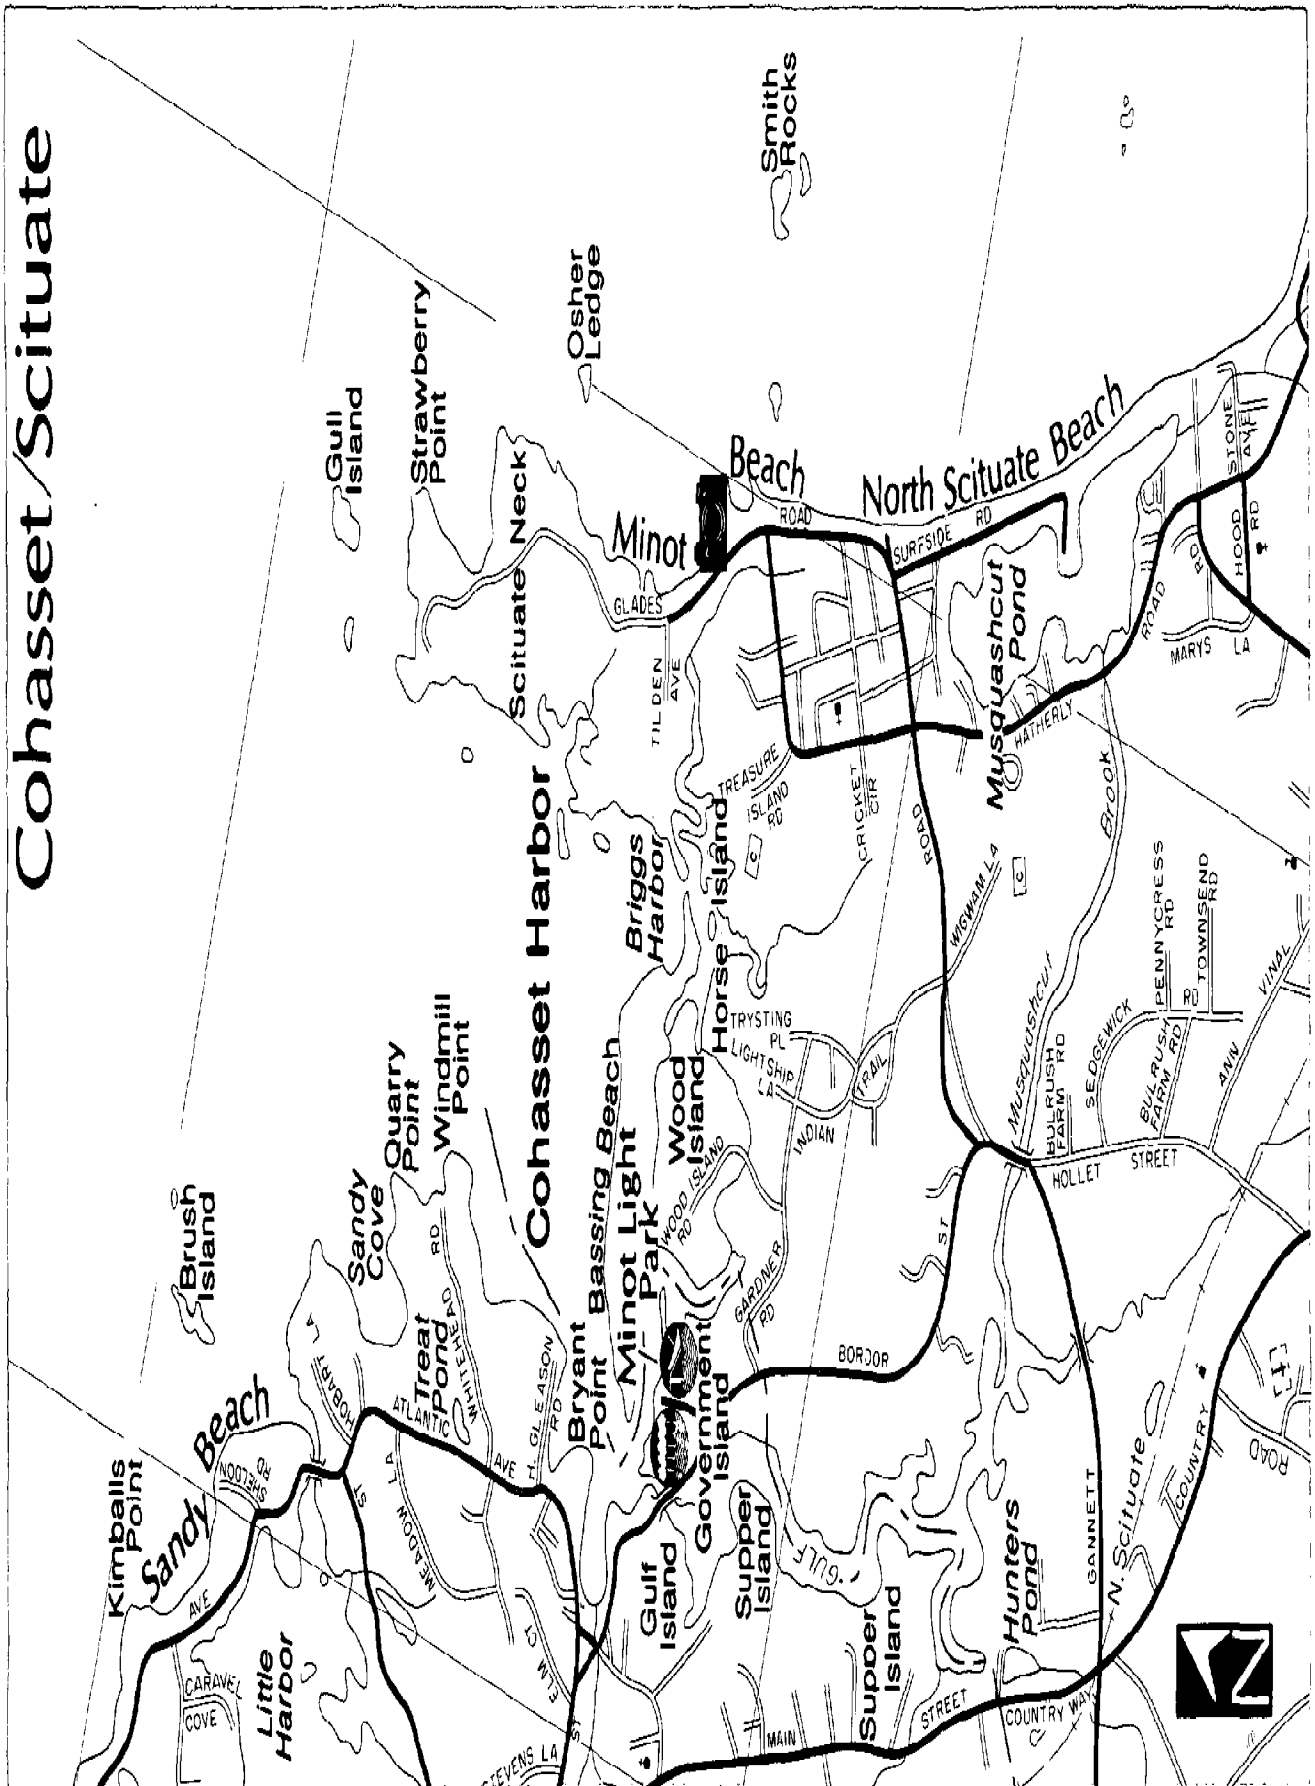 Cohasset/Scituate
Smith
Rocks
Osher
Ledge
Gull
Island
Strawberry
Point
Scituate Neck
Minot
Beach
North Scituate Beach
ROAD
SURFSIDE
RD
GLADES
TILDEN
AVE
Musquashcut
Pond
HATHERLY
ROAD
STONE
AVE
HOOD
RD
RD
MARYS LA
TREASURE
ISLAND
RD
CRICKET
CIR
C
ROAD
WIGWAM LA
C
Musquashcut
Brook
PENNYCRESS
RD
TOWNSEND
RD
RD
SEDGEWICK
BULRUSH
FARM RD
BULRUSH
FARM RD
ANN
VINAL
HOLLET
STREET
Cohasset Harbor
Briggs
Harbor
Horse Island
TRYSTING
PL
LIGHTSHIP
LA
TRAIL
INDIAN
Wood
Island
WOOD ISLAND
RD
GARDNER
RD
Bassing Beach
Minot Light
Park
Government
Island
Bryant
Point
Windmill
Point
Quarry
Point
Sandy
Cove
Brush
Island
HOBART LA
Treat
Pond
WHITEHEAD
RD
ATLANTIC
AVE
GLEASON
RD
MEADOW LA
ST
ELM CT
ST
Sandy
Beach
SHELDON
RD
Kimballs
Point
AVE
CARAVEL
COVE
Little
Harbor
STEVENS LA
Gulf
Island
Supper
Island
GULF
Supper
Island
MAIN
STREET
Hunters
Pond
COUNTRY WAY
GANNETT
N. Scituate
COUNTRY
ROAD
BORDOR
ST
N